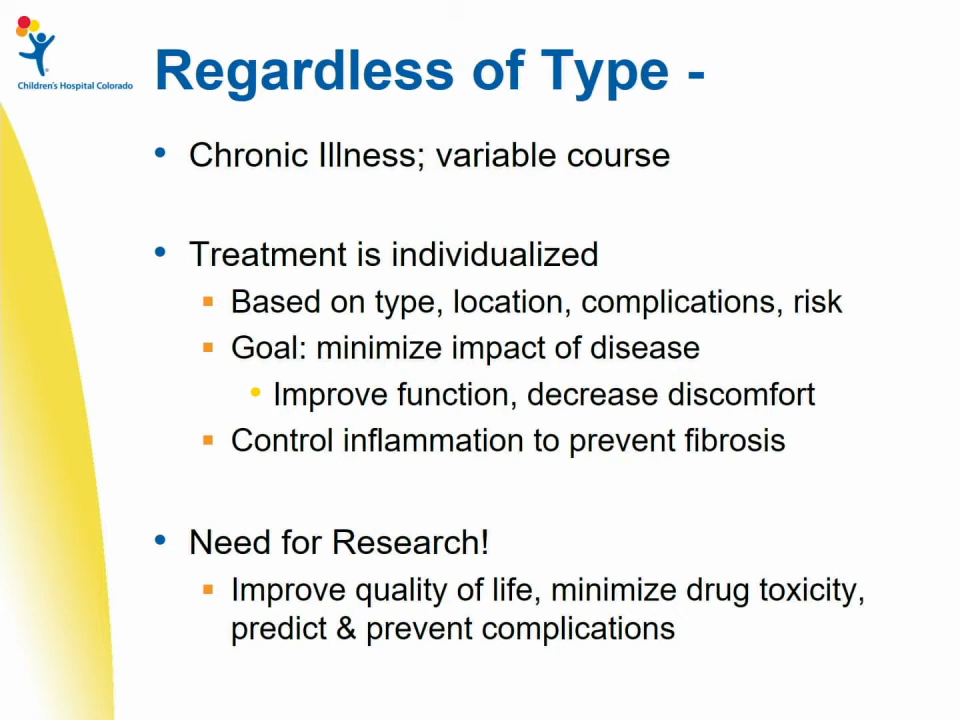 Children's Hospital Colorado
Regardless of Type -
• Chronic Illness; variable course
• Treatment is individualized
▪ Based on type, location, complications, risk
▪ Goal: minimize impact of disease
• Improve function, decrease discomfort
▪ Control inflammation to prevent fibrosis
• Need for Research!
▪ Improve quality of life, minimize drug toxicity,
predict & prevent complications